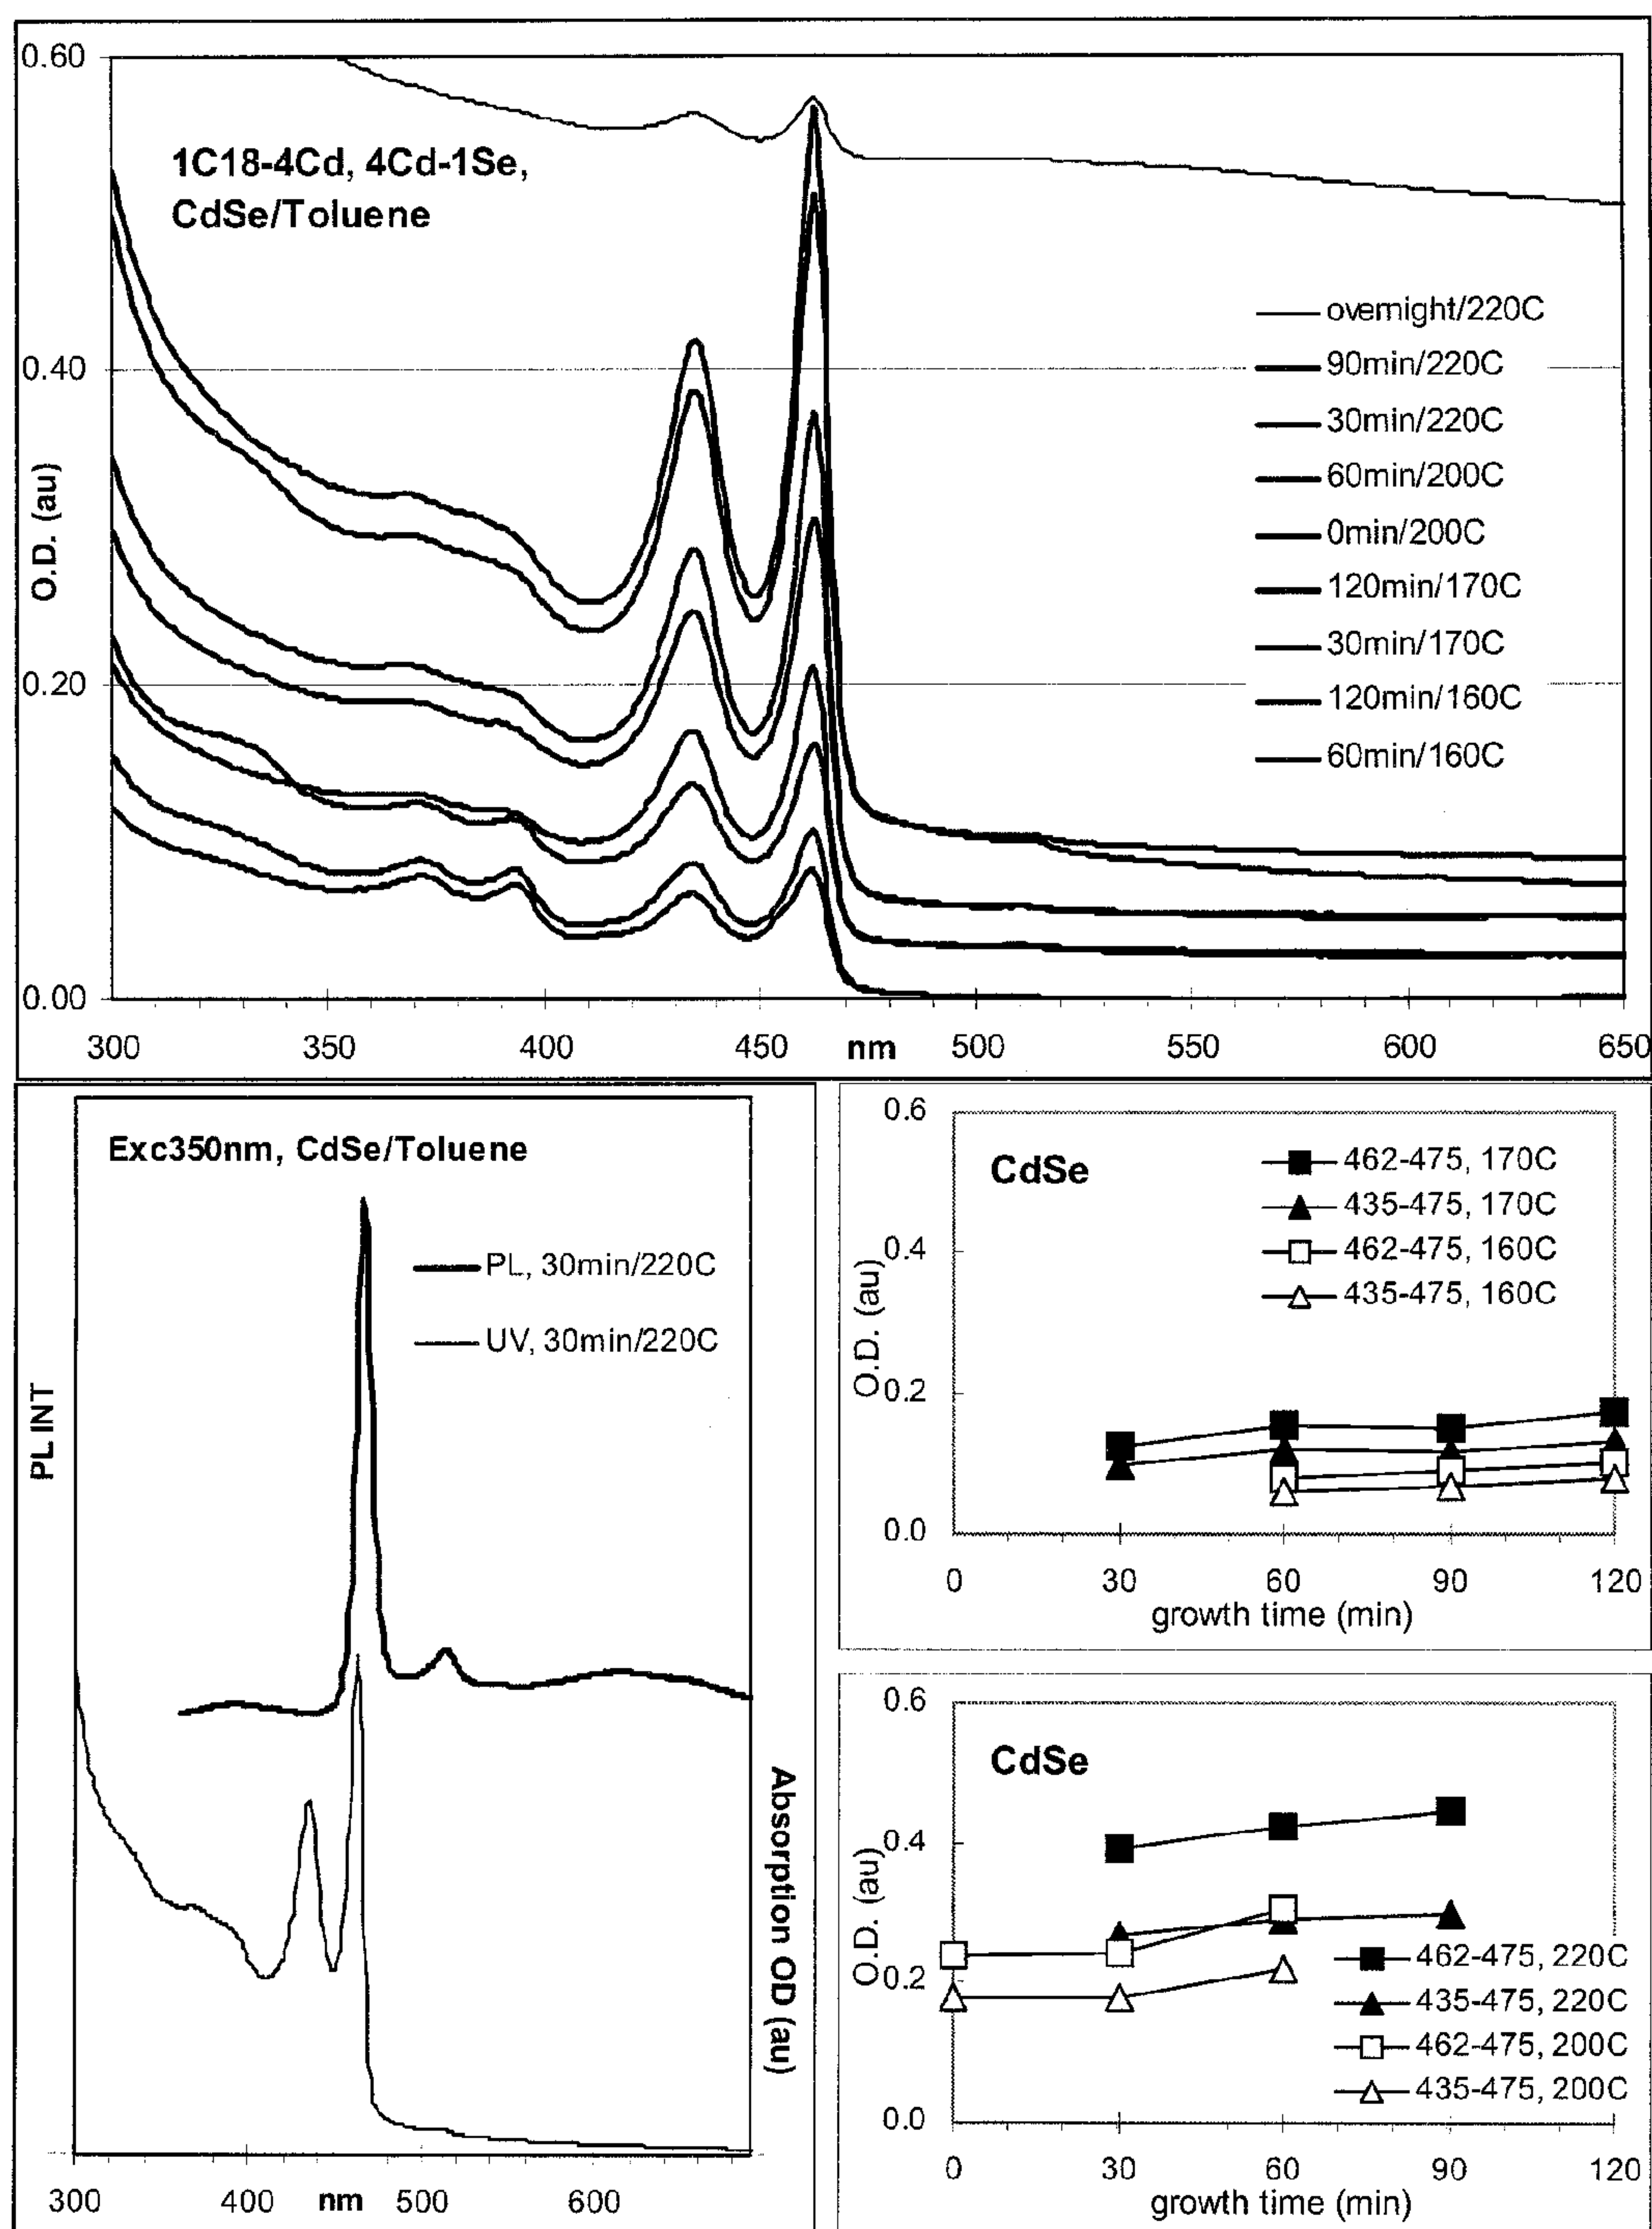 0.60
1C18-4Cd, 4Cd-1Se,
CdSe/Toluene
overnight/220C
90min/220C
0.40
30min/220C
60min/200C
O.D. (au)
0min/200C
120min/170C
30min/170C
0.20
120min/160C
60min/160C
0.00
300 350 400 450 nm 500 550 600 650
Exc350nm, CdSe/Toluene
PL, 30min/220C
UV, 30min/220C
PL INT
Absorption OD (au)
300 400 nm 500 600
0.6
CdSe
462-475, 170C
435-475, 170C
0.4
462-475, 160C
435-475, 160C
O.D. (au)
0.2
0.0
0 30 60 90 120
growth time (min)
0.6
CdSe
0.4
O.D. (au)
0.2
462-475, 220C
435-475, 220C
462-475, 200C
435-475, 200C
0.0
0 30 60 90 120
growth time (min)